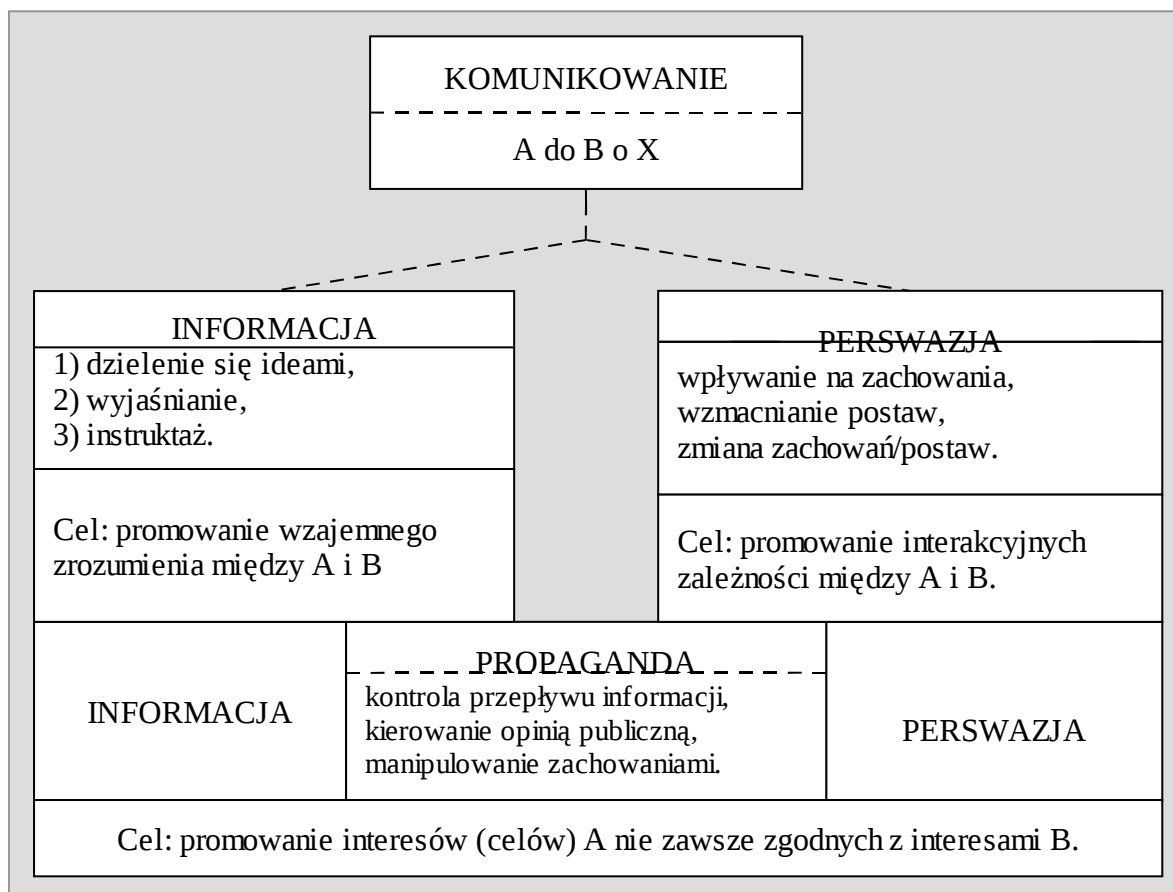 KOMUNIKOWANIE
A do B o X
INFORMACJA
1) dzielenie się ideami,
2) wyjaśnianie,
3) instruktaż.
Cel: promowanie wzajemnego
zrozumienia między A i B
PERSWAZJA
wpływanie na zachowania,
wzmacnianie postaw,
zmiana zachowań/postaw.
Cel: promowanie interakcyjnych
zależności między A i B.
INFORMACJA
PROPAGANDA
kontrola przepływu informacji,
kierowanie opinią publiczną,
manipulowanie zachowaniami.
PERSWAZJA
Cel: promowanie interesów (celów) A nie zawsze zgodnych z interesami B.